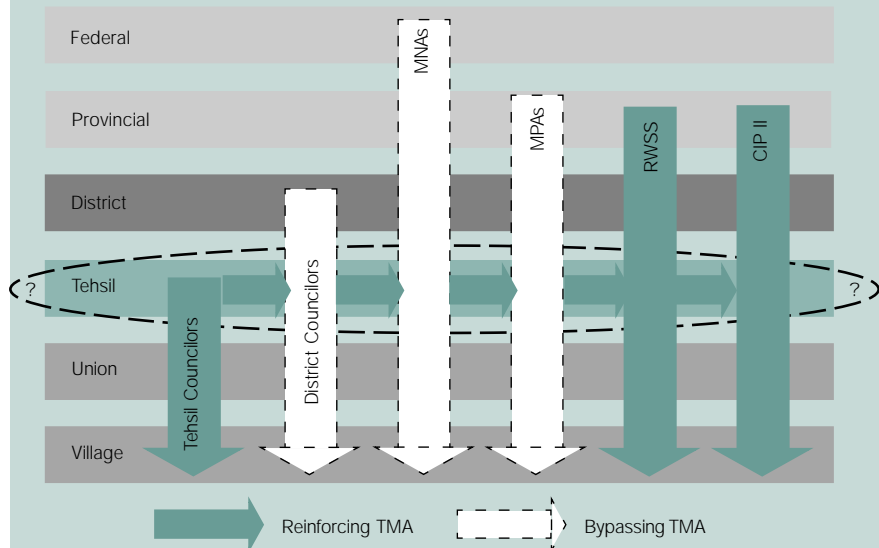 Federal
Provincial
District
Tehsil
Union
Village
?
?
Tehsil Councilors
District Councilors
MNAs
MPAs
RWSS
CIP II
Reinforcing TMA
Bypassing TMA